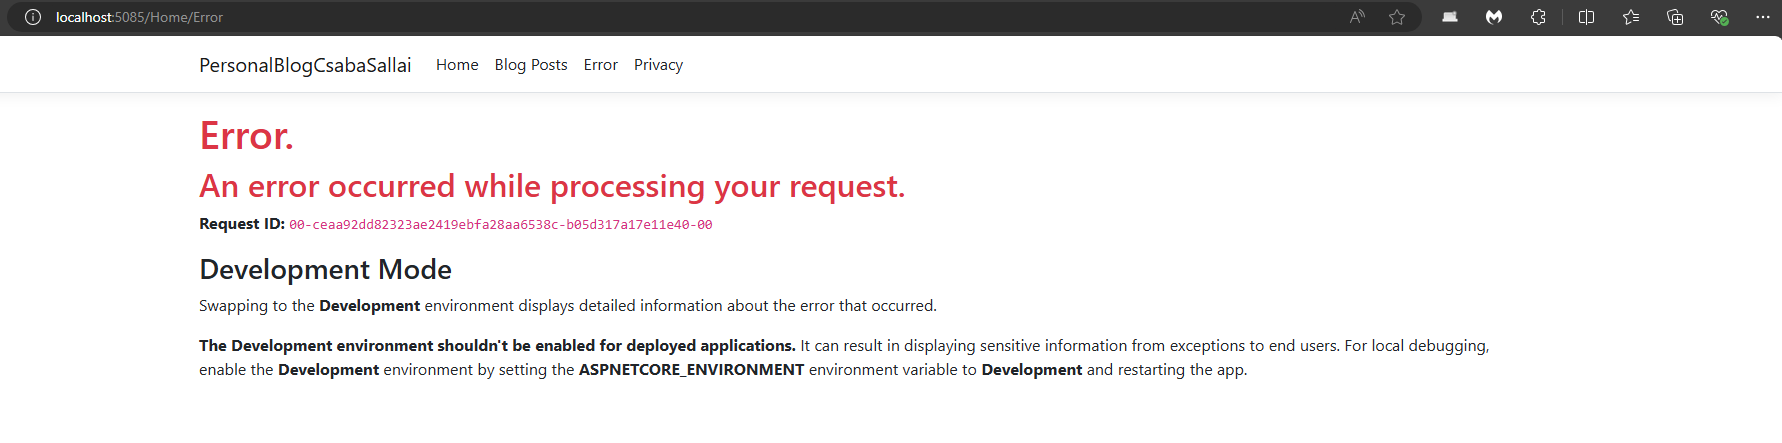 localhost:5085/Home/Error
PersonalBlogCsabaSallai Home Blog Posts Error Privacy
Error.
An error occurred while processing your request.
Request ID: 00-ceaa92dd82323ae2419ebfa28aa6538c-b05d317a17e11e40-00
Development Mode
Swapping to the Development environment displays detailed information about the error that occurred.
The Development environment shouldn't be enabled for deployed applications. It can result in displaying sensitive information from exceptions to end users. For local debugging,
enable the Development environment by setting the ASPNETCORE_ENVIRONMENT environment variable to Development and restarting the app.